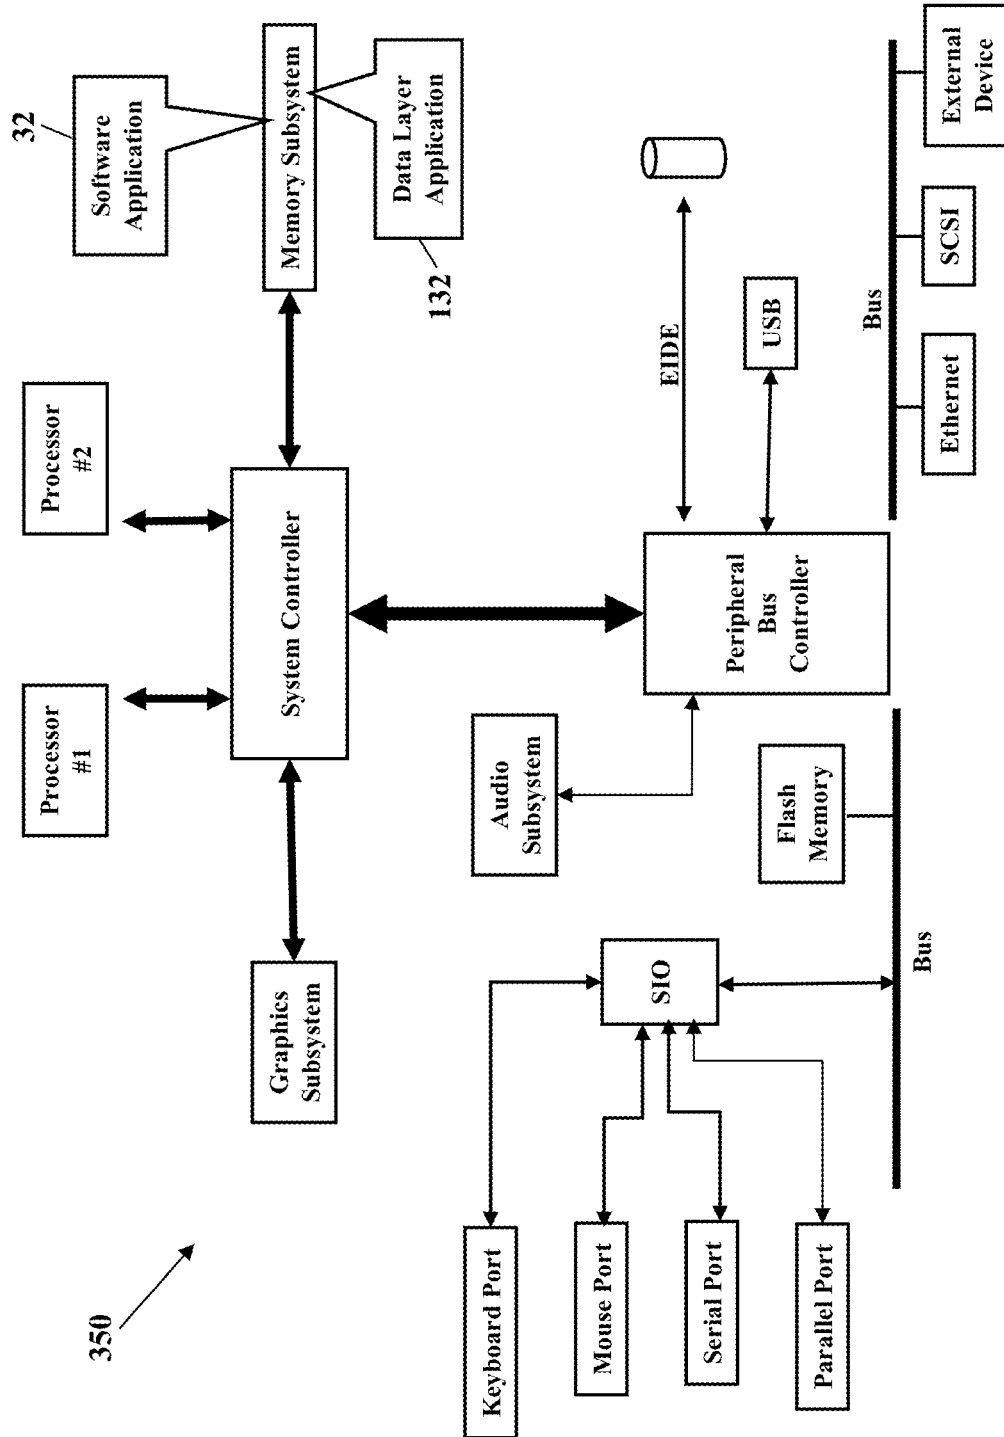 350
Processor
#1
Processor
#2
32
Software
Application
Graphics
Subsystem
System Controller
Memory Subsystem
132
Data Layer
Application
Keyboard Port
Audio
Subsystem
Mouse Port
SIO
Peripheral
Bus
Controller
EIDE
Serial Port
USB
Parallel Port
Flash
Memory
Bus
Bus
Ethernet
SCSI
External
Device